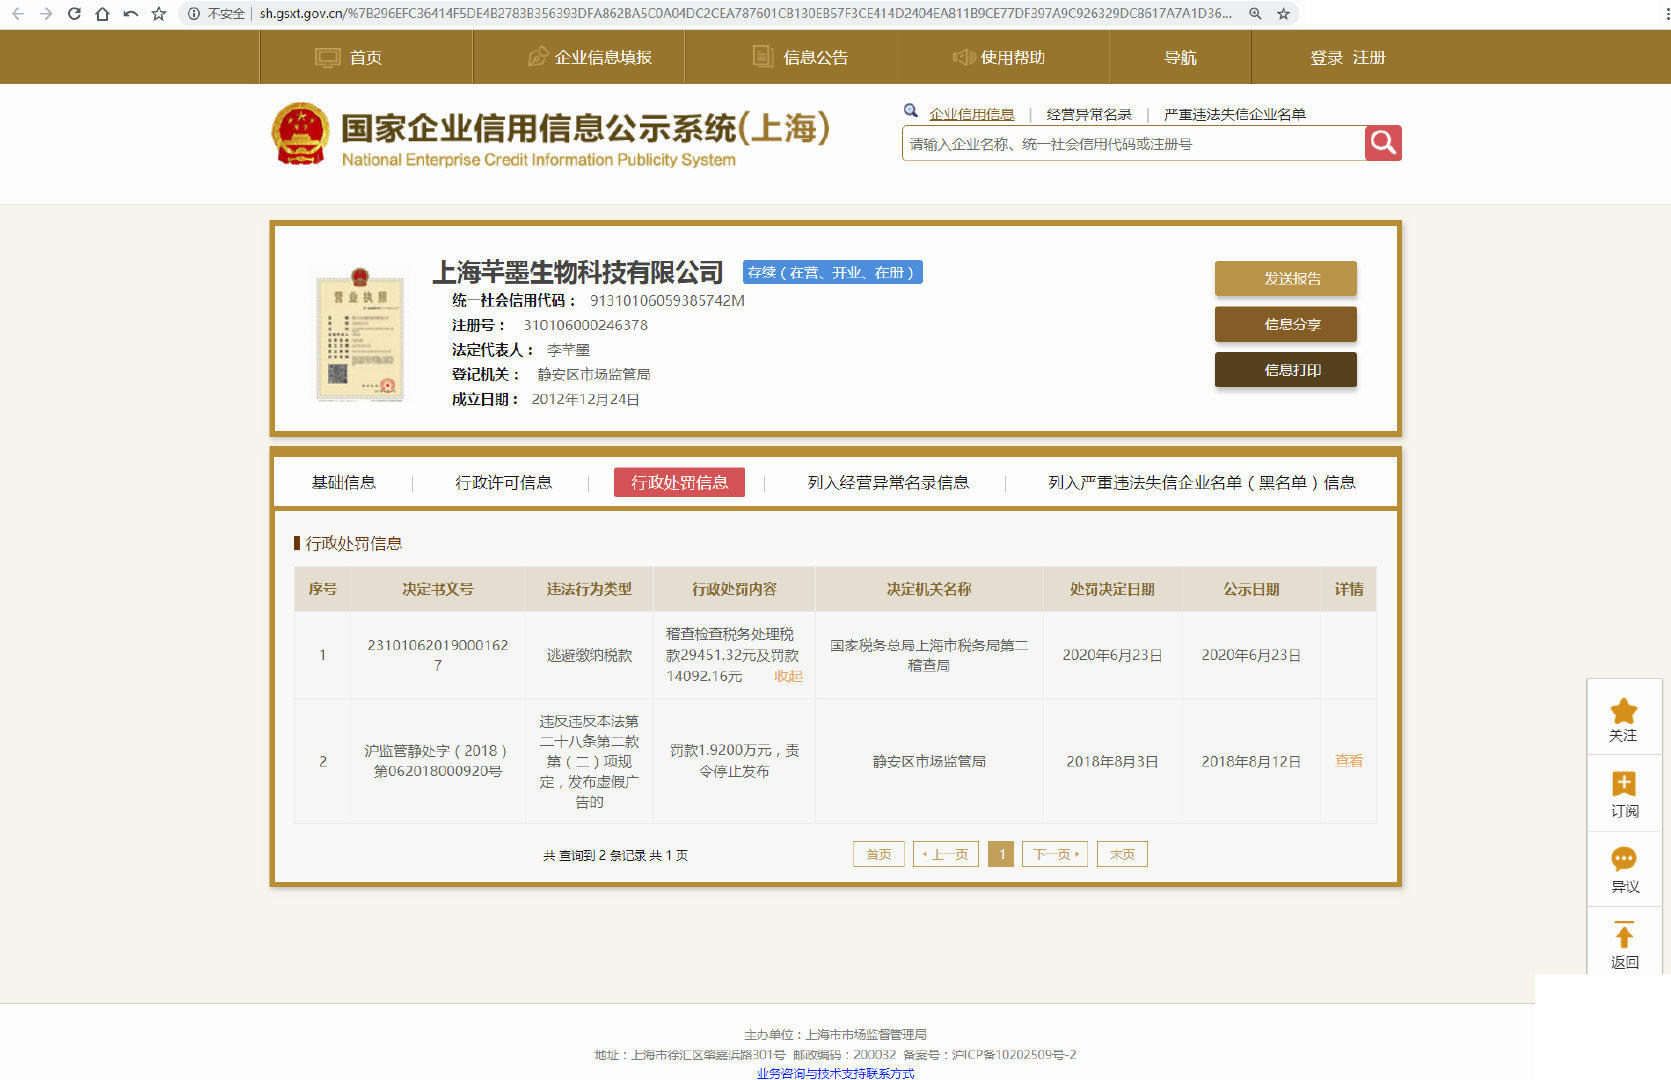 不安全 | sh.gsxt.gov.cn/%7B296EFC36414F5DE4B2783B356393DFA862BA5C0A04DC2CEA787601CB130EB57F3CE414D2404EA811B9CE77DF397A9C926329DC8617A7A1D36...
首页 企业信息填报 信息公告 使用帮助 导航 登录 注册
国家企业信用信息公示系统(上海)
National Enterprise Credit Information Publicity System
企业信用信息 | 经营异常名录 | 严重违法失信企业名单
请输入企业名称、统一社会信用代码或注册号
营业执照
上海芊墨生物科技有限公司 存续（在营、开业、在册）
统一社会信用代码： 91310106059385742M
注册号： 310106000246378
法定代表人： 李芊墨
登记机关： 静安区市场监管局
成立日期： 2012年12月24日
发送报告
信息分享
信息打印
基础信息 | 行政许可信息 | 行政处罚信息 | 列入经营异常名录信息 | 列入严重违法失信企业名单（黑名单）信息
行政处罚信息
序号 决定书文号 违法行为类型 行政处罚内容 决定机关名称 处罚决定日期 公示日期 详情
1 23101062019000162
7 逃避缴纳税款 稽查检查税务处理税
款29451.32元及罚款
14092.16元 收起 国家税务总局上海市税务局第二
稽查局 2020年6月23日 2020年6月23日
2 沪监管静处字（2018）
第062018000920号 违反违反本法第
二十八条第二款
第（二）项规
定，发布虚假广
告的 罚款1.9200万元，责
令停止发布 静安区市场监管局 2018年8月3日 2018年8月12日 查看
共 查询到 2 条记录 共 1 页 首页 上一页 1 下一页 末页
关注
订阅
异议
返回
主办单位：上海市市场监督管理局
地址：上海市徐汇区肇嘉浜路301号 邮政编码：200032 备案号：沪ICP备10202509号-2
业务咨询与技术支持联系方式